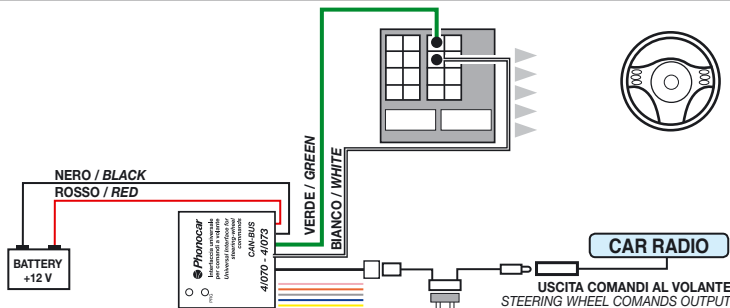 NERO / BLACK
ROSSO / RED
BATTERY
+12 V
VERDE / GREEN
BIANCO / WHITE
Phonocar
Interfaccia universale
per comandi a volante
Universal Interface for
steering-wheel
commands
CAN-BUS
4/070 - 4/073
PRG
CAR RADIO
USCITA COMANDI AL VOLANTE
STEERING WHEEL COMANDS OUTPUT